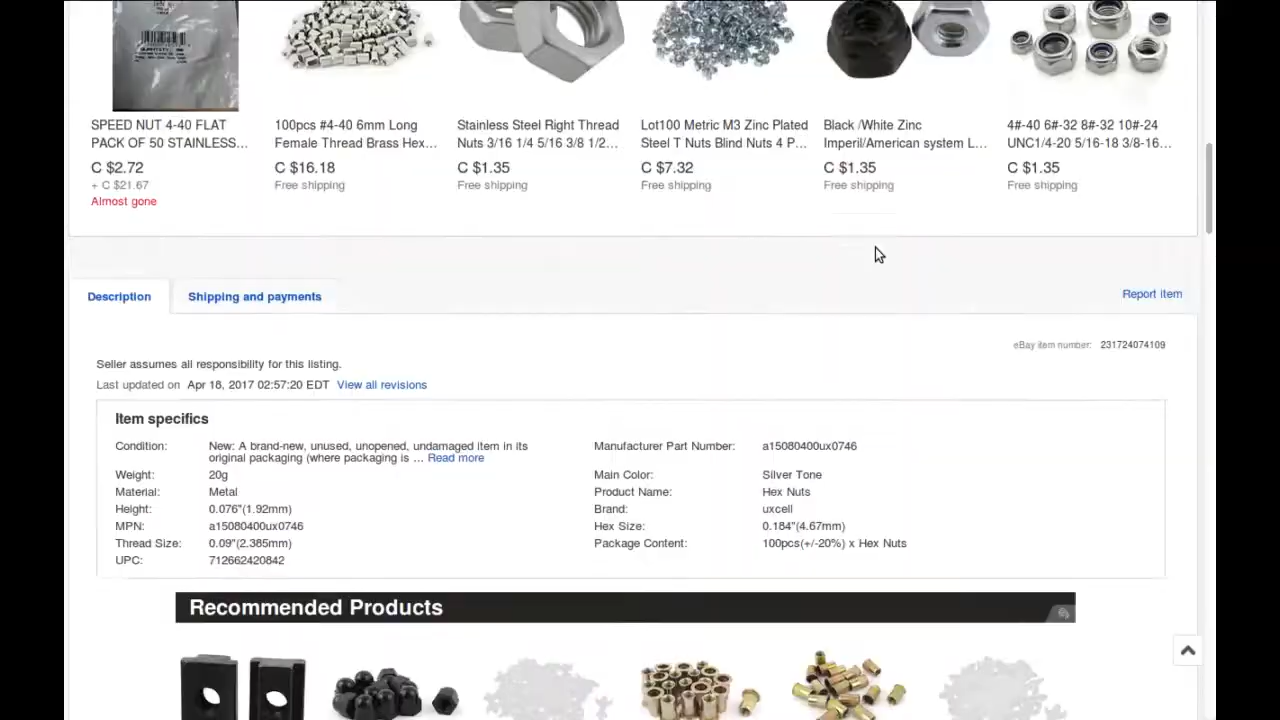 SPEED NUT 4-40 FLAT
PACK OF 50 STAINLESS...
C $2.72
+ C $21.67
Almost gone
100pcs #4-40 6mm Long
Female Thread Brass Hex...
C $16.18
Free shipping
Stainless Steel Right Thread
Nuts 3/16 1/4 5/16 3/8 1/2...
C $1.35
Free shipping
Lot100 Metric M3 Zinc Plated
Steel T Nuts Blind Nuts 4 P...
C $7.32
Free shipping
Black /White Zinc
Imperil/American system L...
C $1.35
Free shipping
4#-40 6#-32 8#-32 10#-24
UNC1/4-20 5/16-18 3/8-16...
C $1.35
Free shipping
Description
Shipping and payments
Report item
eBay item number: 231724074109
Seller assumes all responsibility for this listing.
Last updated on Apr 18, 2017 02:57:20 EDT View all revisions
Item specifics
Condition: New: A brand-new, unused, unopened, undamaged item in its
original packaging (where packaging is ... Read more
Manufacturer Part Number: a15080400ux0746
Weight: 20g
Main Color: Silver Tone
Material: Metal
Product Name: Hex Nuts
Height: 0.076"(1.92mm)
Brand: uxcell
MPN: a15080400ux0746
Hex Size: 0.184"(4.67mm)
Thread Size: 0.09"(2.385mm)
Package Content: 100pcs(+/-20%) x Hex Nuts
UPC: 712662420842
Recommended Products